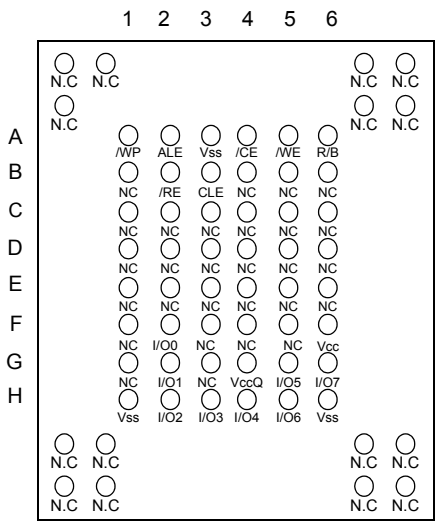 1 2 3 4 5 6
N.C N.C N.C N.C
N.C N.C N.C
A
/WP ALE Vss /CE /WE R/B
B
NC /RE CLE NC NC NC
C
NC NC NC NC NC NC
D
NC NC NC NC NC NC
E
NC NC NC NC NC NC
F
NC I/O0 NC NC NC Vcc
G
NC I/O1 NC VccQ I/O5 I/O7
H
Vss I/O2 I/O3 I/O4 I/O6 Vss
N.C N.C N.C N.C
N.C N.C N.C N.C